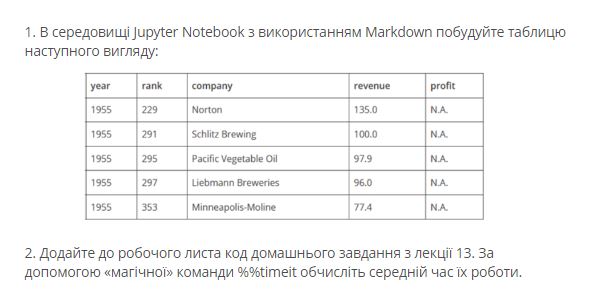 1. В середовищі Jupyter Notebook з використанням Markdown побудуйте таблицю
наступного вигляду:
year rank company revenue profit
1955 229 Norton 135.0 N.A.
1955 291 Schlitz Brewing 100.0 N.A.
1955 295 Pacific Vegetable Oil 97.9 N.A.
1955 297 Liebmann Breweries 96.0 N.A.
1955 353 Minneapolis-Moline 77.4 N.A.
2. Додайте до робочого листа код домашнього завдання з лекції 13. За
допомогою «магічної» команди %%timeit обчисліть середній час їх роботи.